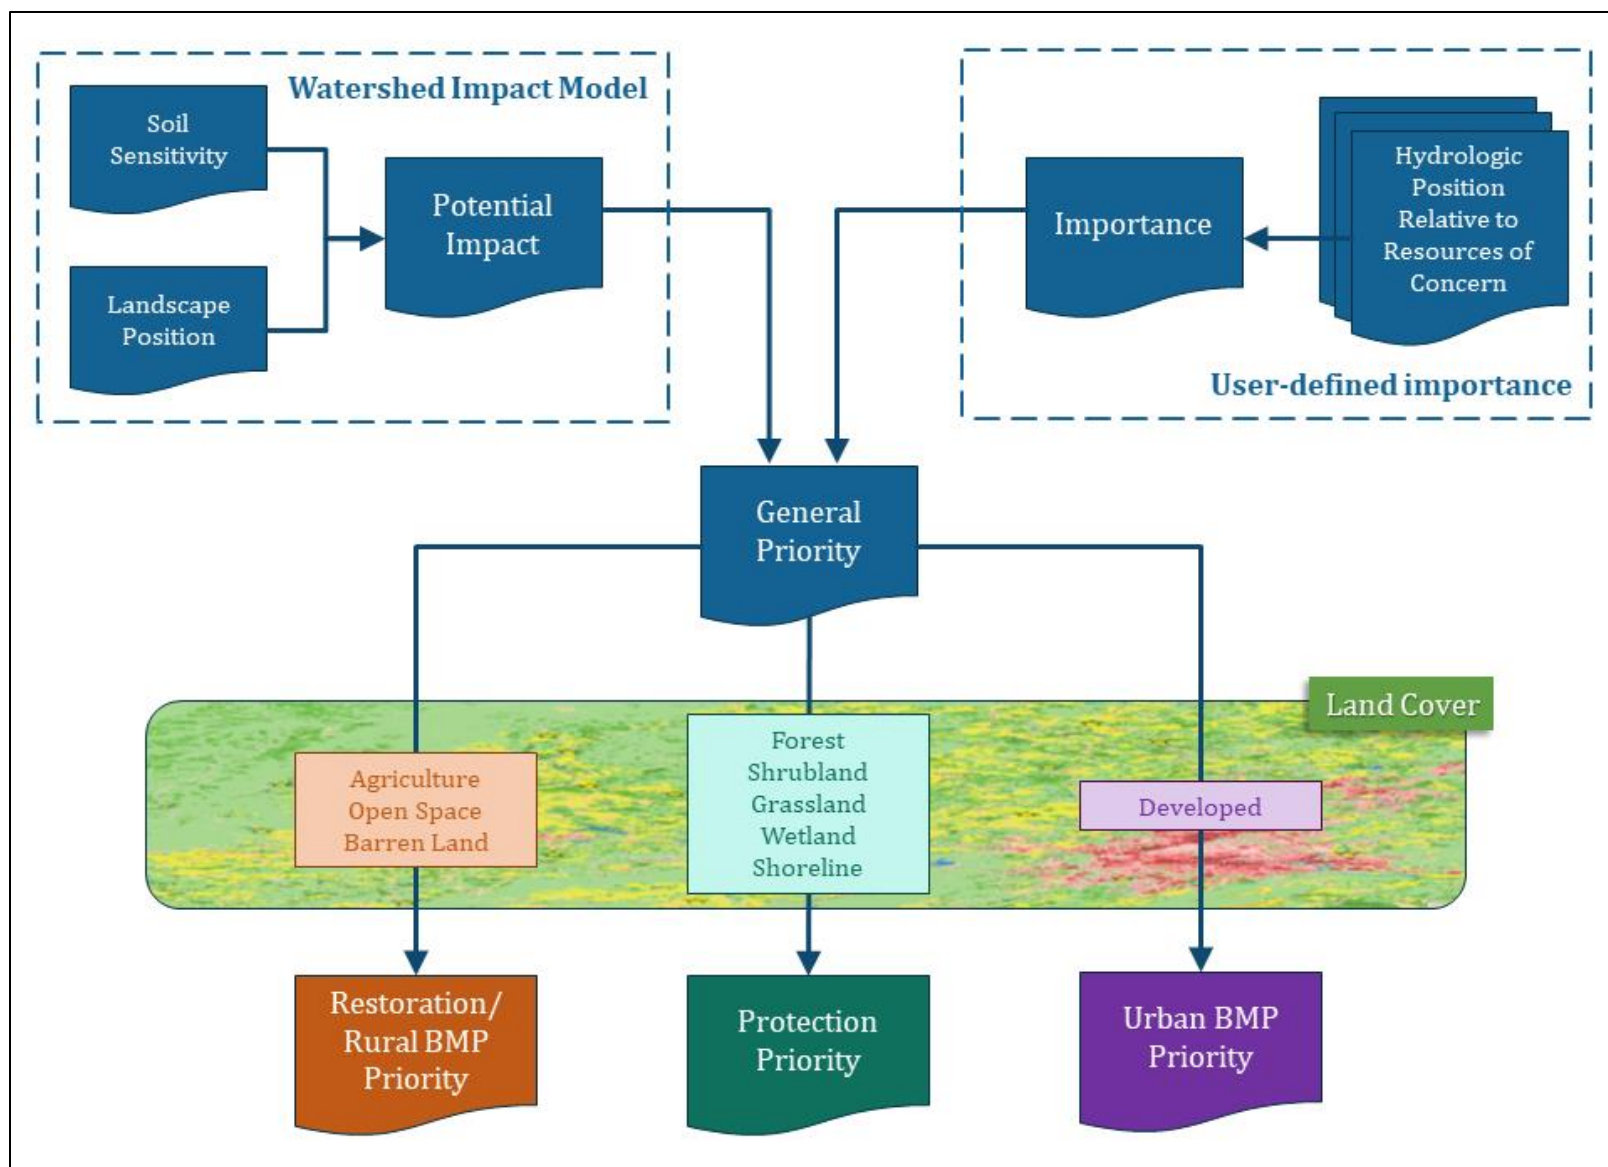 Watershed Impact Model
Soil
Sensitivity
Landscape
Position
Potential
Impact
Importance
Hydrologic
Position
Relative to
Resources of
Concern
User-defined importance
General
Priority
Land Cover
Agriculture
Open Space
Barren Land
Forest
Shrubland
Grassland
Wetland
Shoreline
Developed
Restoration/
Rural BMP
Priority
Protection
Priority
Urban BMP
Priority